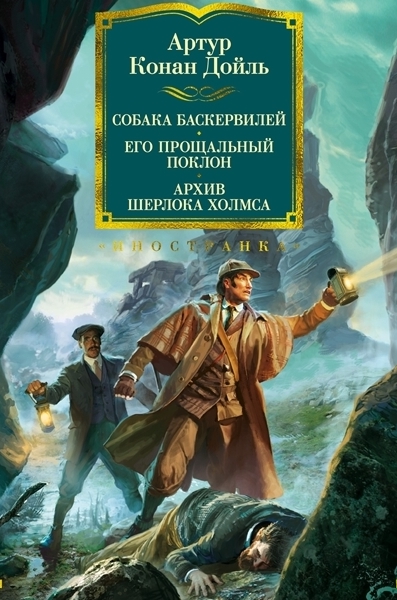 Артур
Конан Дойль
СОБАКА БАСКЕРВИЛЕЙ
ЕГО ПРОЩАЛЬНЫЙ
ПОКЛОН
АРХИВ
ШЕРЛОКА ХОЛМСА
ИНОСТРАНКА